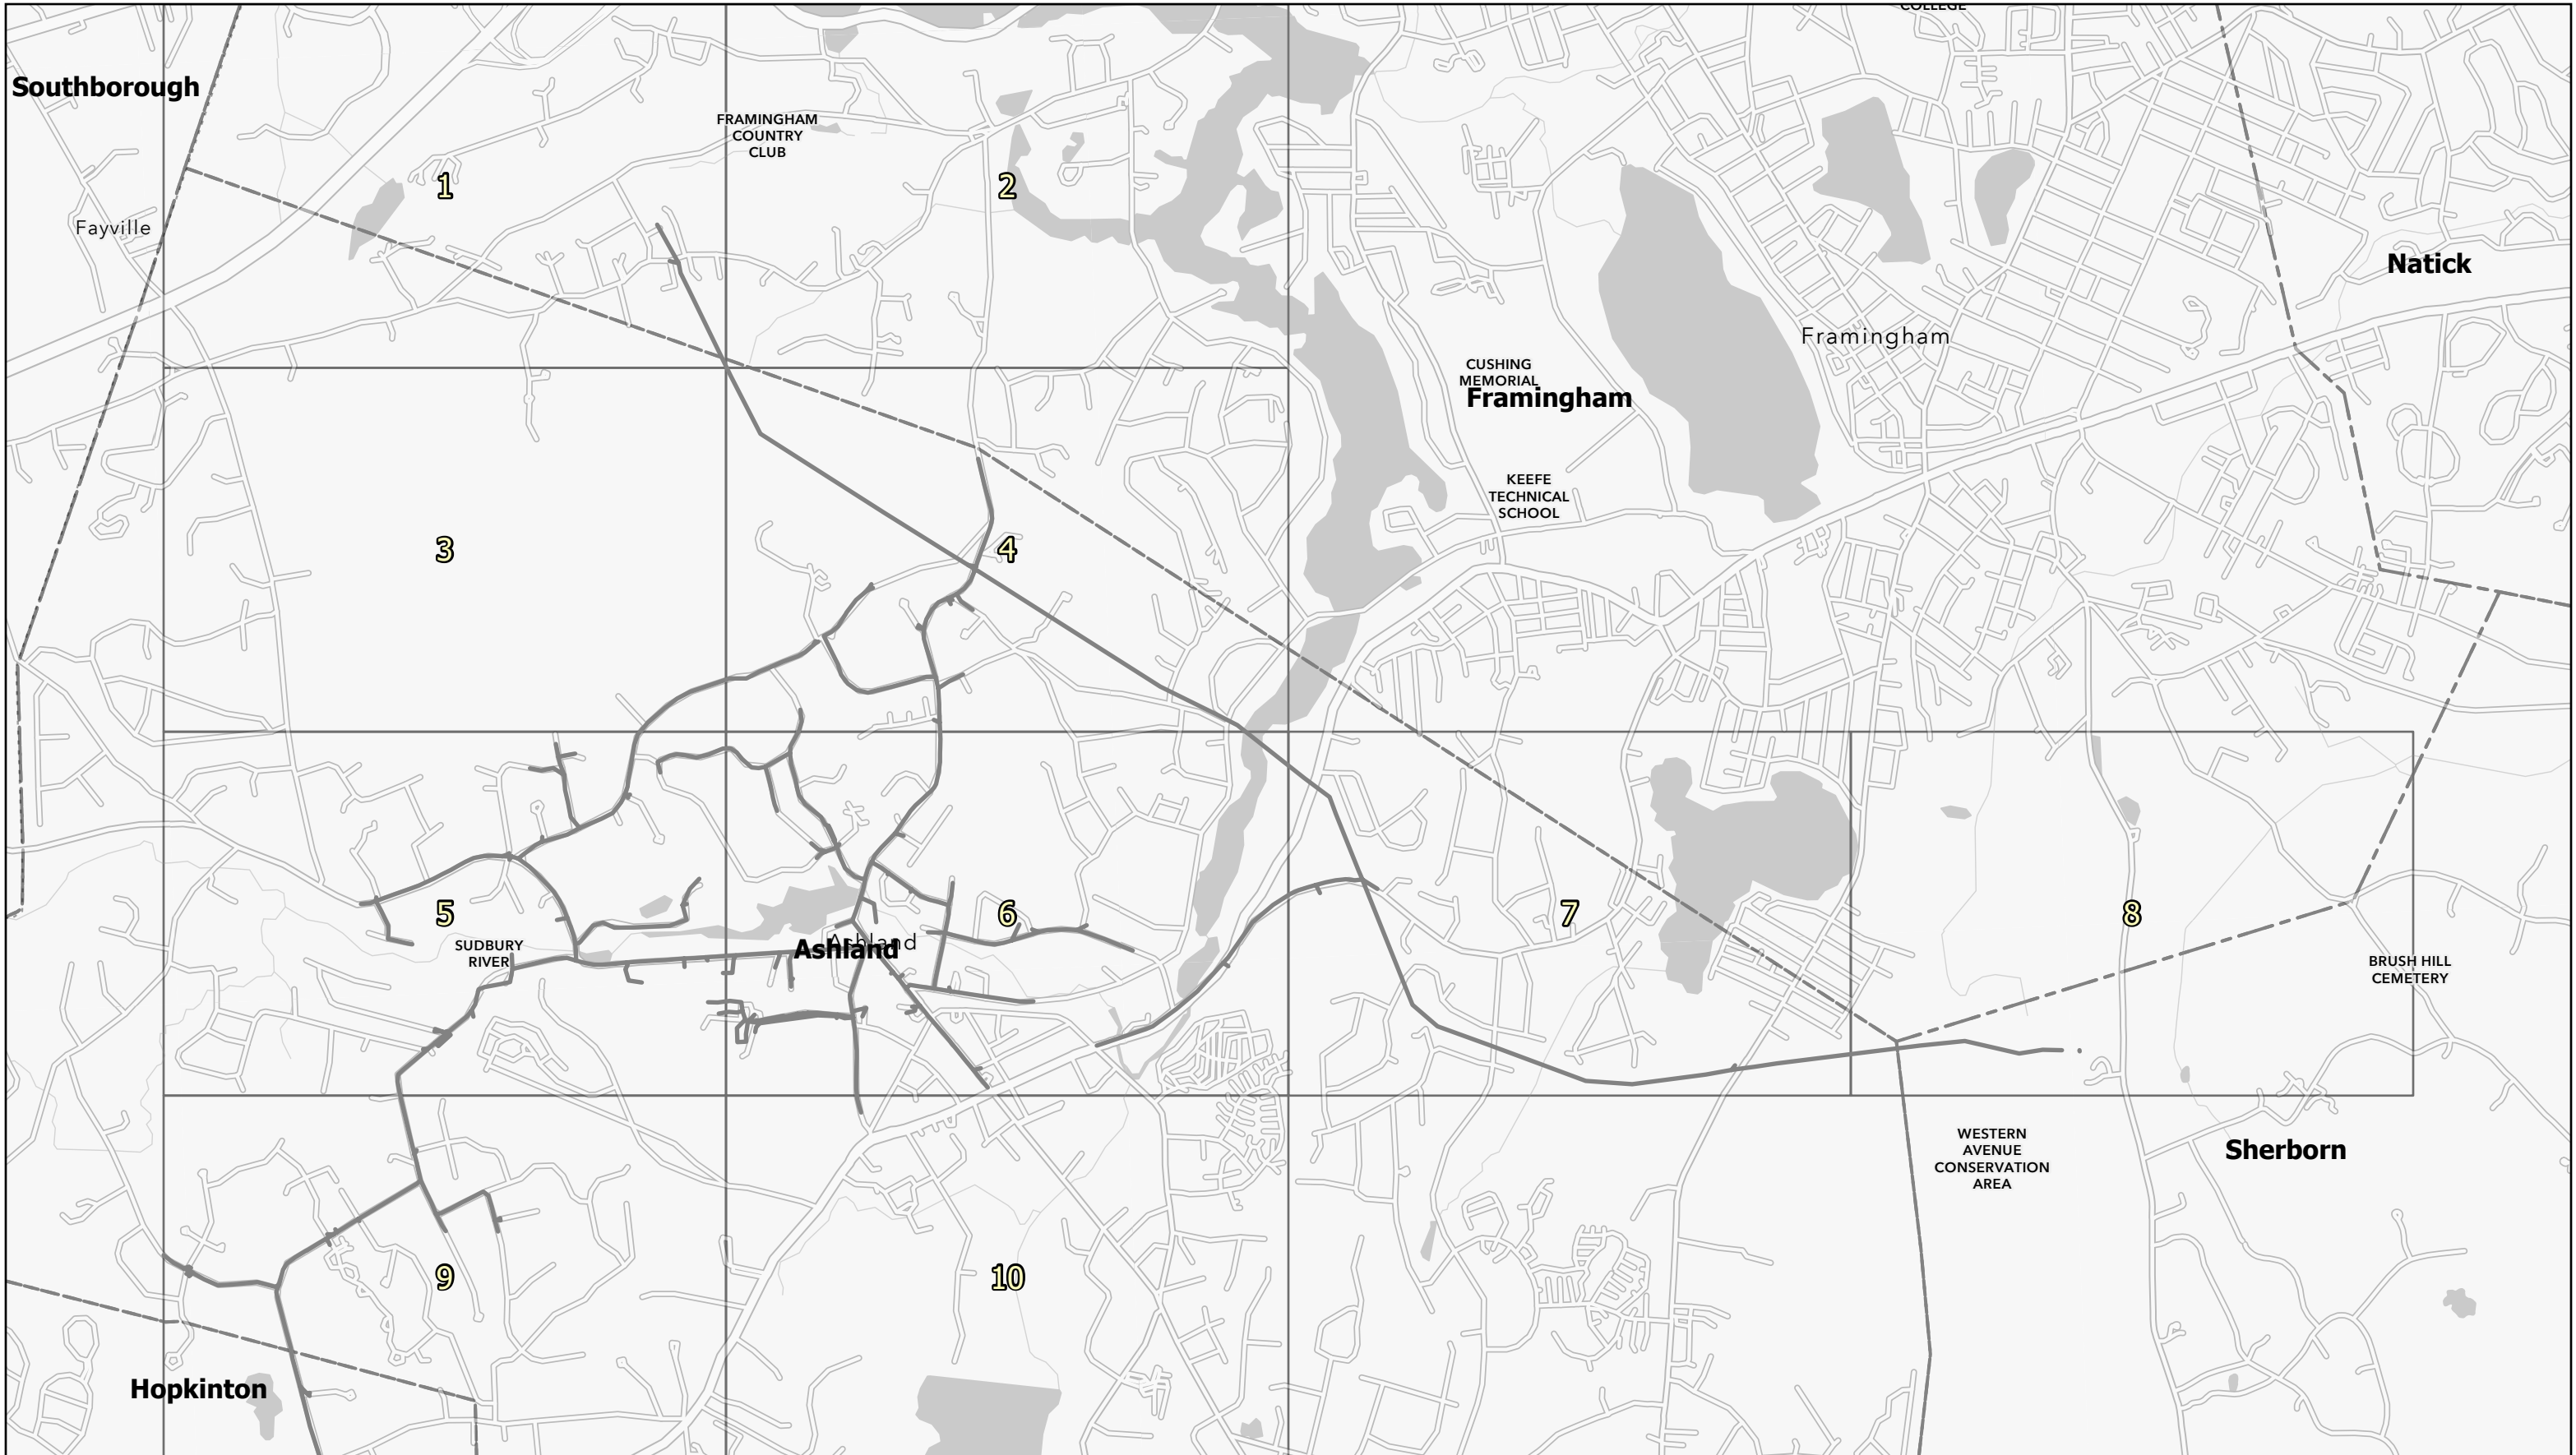 COLLEGE
Southborough
FRAMINGHAM
COUNTRY
CLUB
1
2
Fayville
Natick
Framingham
CUSHING
MEMORIAL
Framingham
KEEFE
TECHNICAL
SCHOOL
3
4
5
6
7
8
SUDBURY
RIVER
Ashland
Ashland
BRUSH HILL
CEMETERY
WESTERN
AVENUE
CONSERVATION
AREA
Sherborn
9
10
Hopkinton